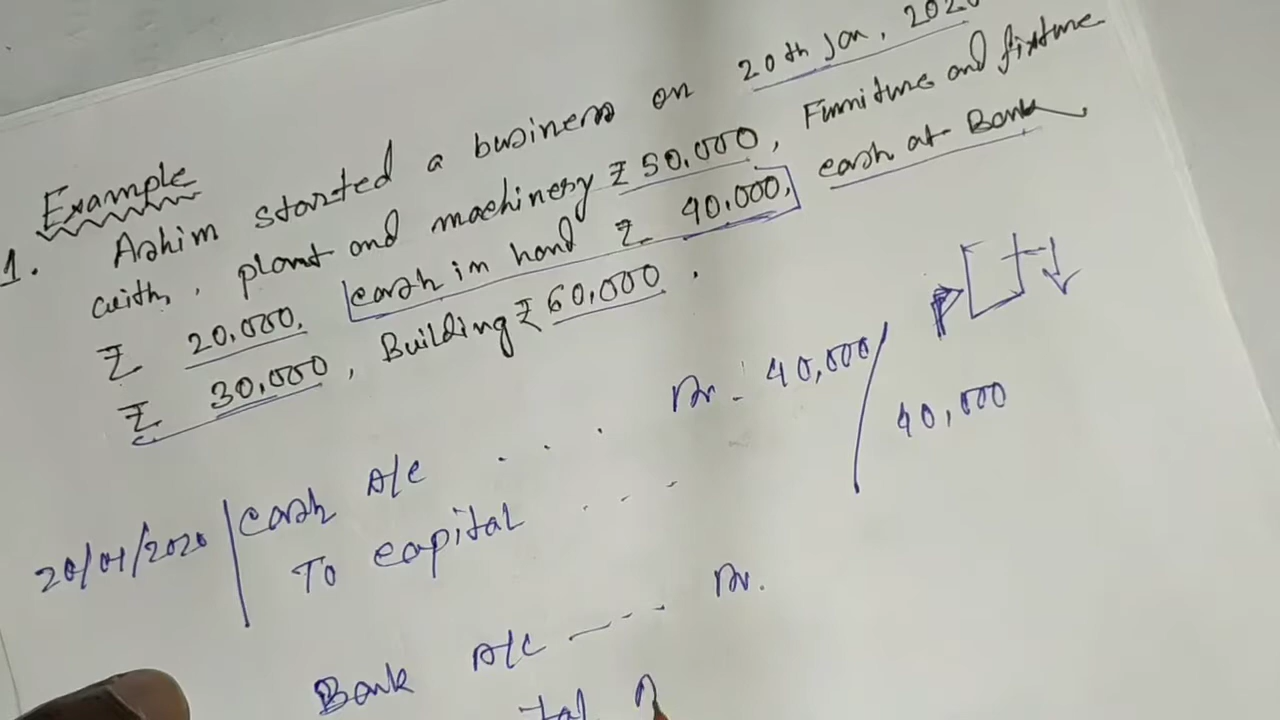 Example
1. Ashim started a business on 20th Jan, 2020
with, plant and machinery ₹ 50,000, Furniture and fixture
₹ 20,000, cash in hand ₹ 40,000, cash at Bank
₹ 30,000, Building ₹ 60,000.
20/01/2020 | Cash A/c . . . Dr. 40,000/
To capital . . - 40,000
Bank A/c ---- Dr.